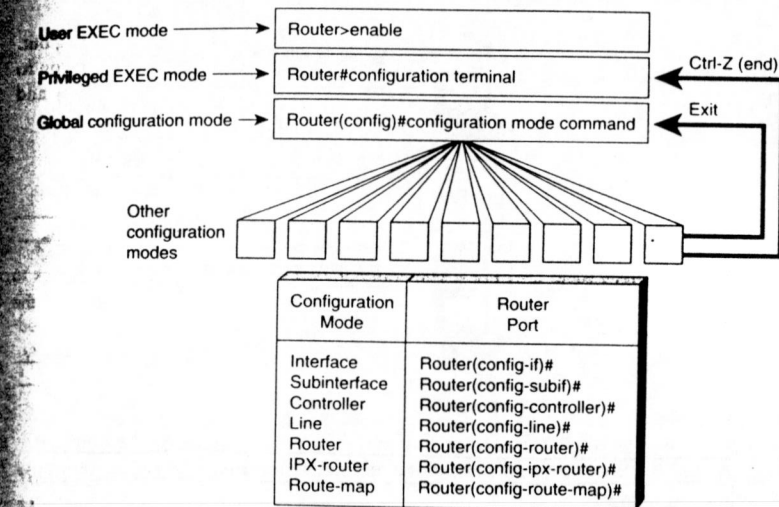 User EXEC mode
Router>enable
Privileged EXEC mode
Router#configuration terminal
Ctrl-Z (end)
Global configuration mode
Router(config)#configuration mode command
Exit
Other
configuration
modes
Configuration
Mode
Router
Port
Interface
Router(config-if)#
Subinterface
Router(config-subif)#
Controller
Router(config-controller)#
Line
Router(config-line)#
Router
Router(config-router)#
IPX-router
Router(config-ipx-router)#
Route-map
Router(config-route-map)#